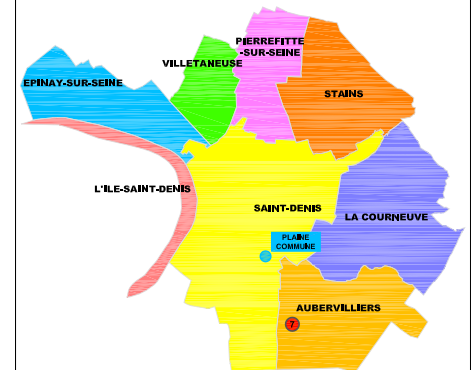 PIERREFITTE
-SUR-SEINE
VILLETANEUSE
EPINAY-SUR-SEINE
STAINS
L'ILE-SAINT-DENIS
SAINT-DENIS
LA COURNEUVE
PLAINE
COMMUNE
AUBERVILLIERS
7